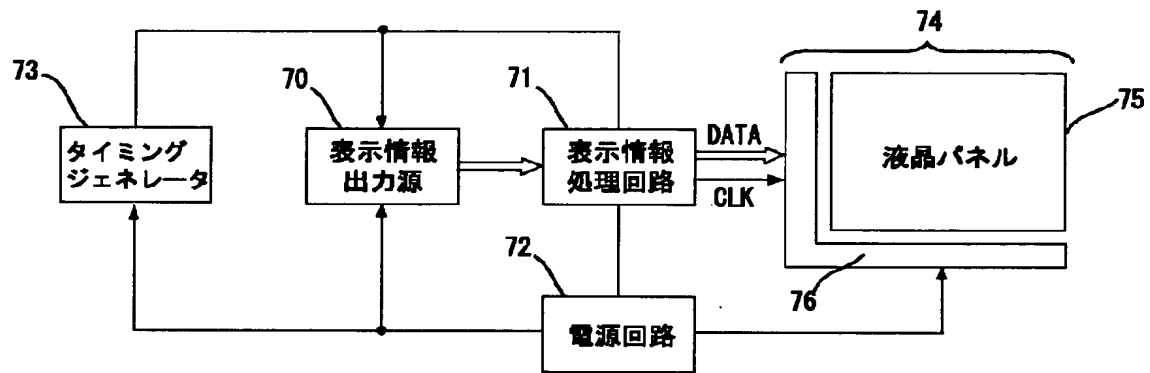 74
73
70
71
75
タイミング
ジェネレータ
表示情報
出力源
表示情報
処理回路
DATA
CLK
液晶パネル
72
76
電源回路